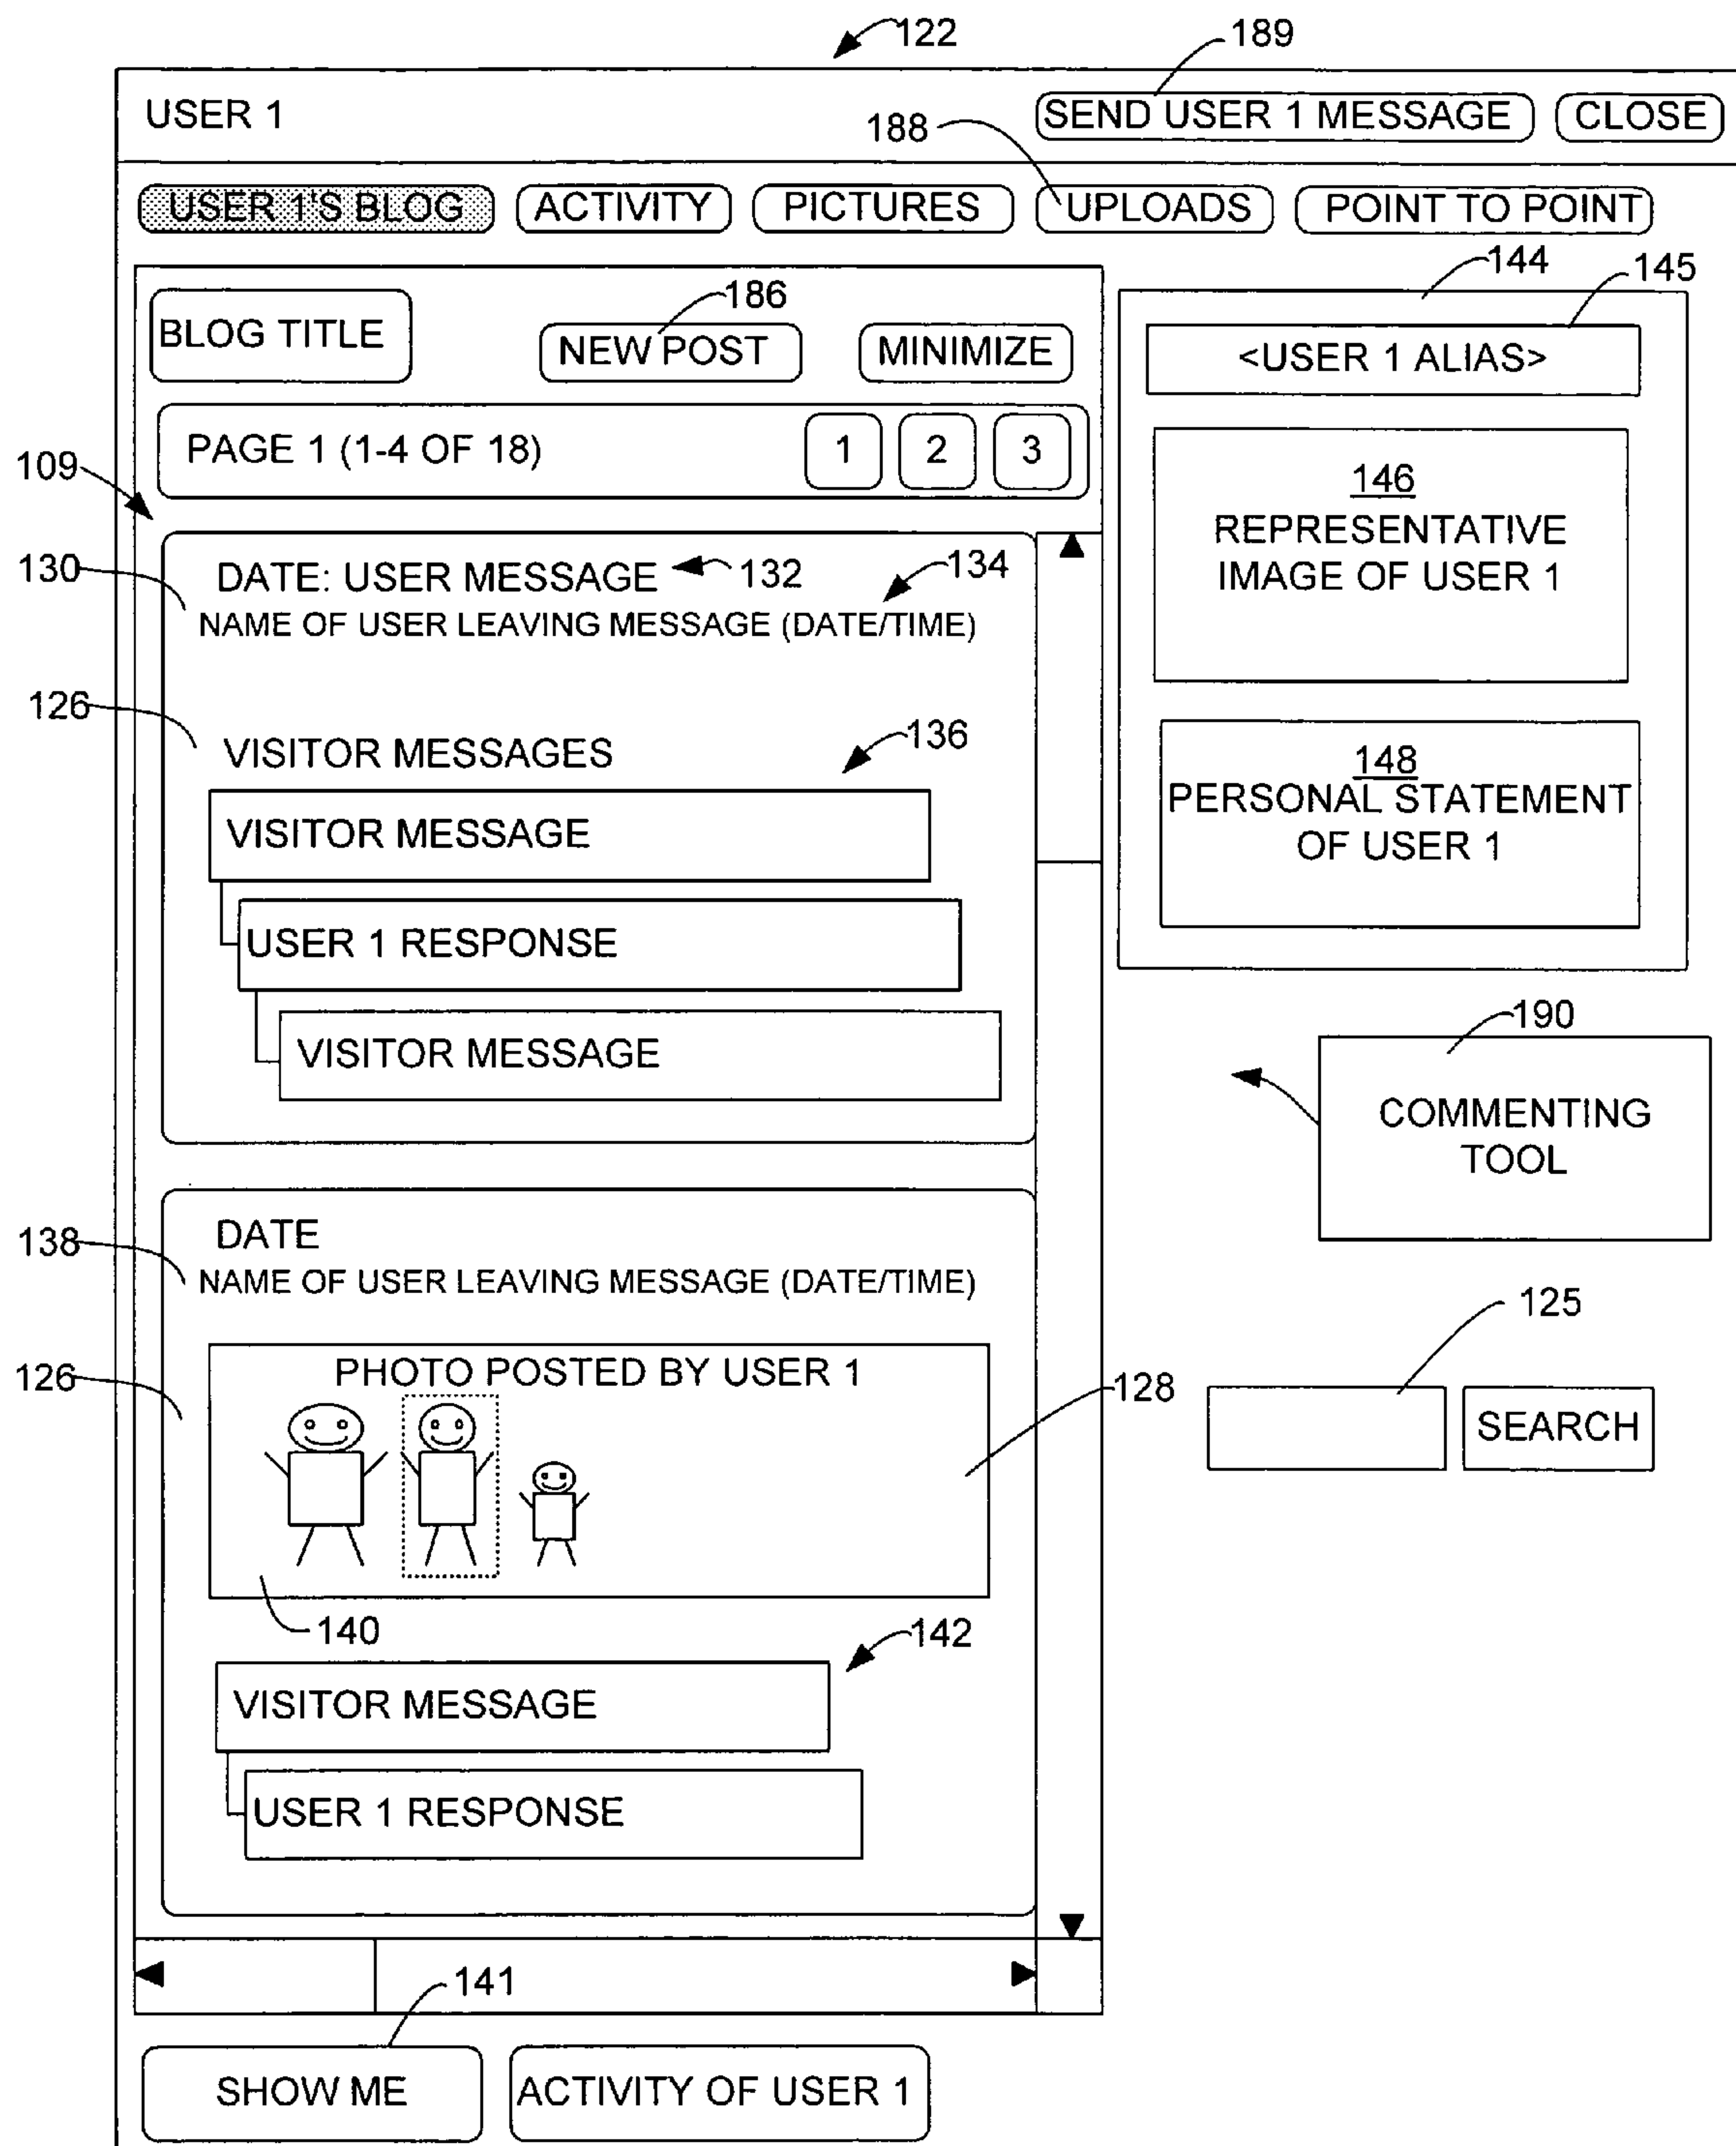 122
189
USER 1
SEND USER 1 MESSAGE
CLOSE
188
USER 1'S BLOG
ACTIVITY
PICTURES
UPLOADS
POINT TO POINT
144
145
186
BLOG TITLE
NEW POST
MINIMIZE
<USER 1 ALIAS>
PAGE 1 (1-4 OF 18)
1
2
3
109
146
REPRESENTATIVE
IMAGE OF USER 1
130
DATE: USER MESSAGE
132
134
NAME OF USER LEAVING MESSAGE (DATE/TIME)
126
VISITOR MESSAGES
136
148
PERSONAL STATEMENT
OF USER 1
VISITOR MESSAGE
USER 1 RESPONSE
VISITOR MESSAGE
190
COMMENTING
TOOL
138
DATE
NAME OF USER LEAVING MESSAGE (DATE/TIME)
125
126
PHOTO POSTED BY USER 1
128
SEARCH
140
142
VISITOR MESSAGE
USER 1 RESPONSE
141
SHOW ME
ACTIVITY OF USER 1